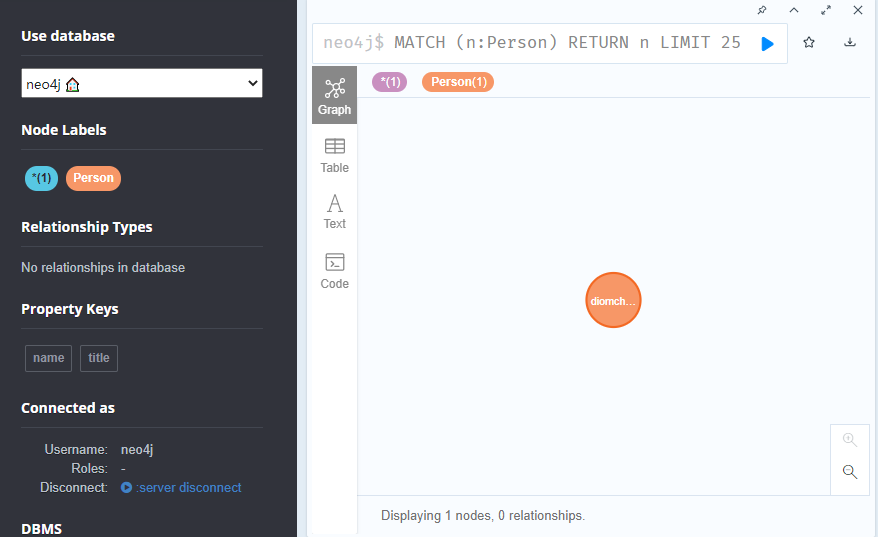 Use database
neo4j 🏠
Node Labels
*(1) Person
Relationship Types
No relationships in database
Property Keys
name title
Connected as
Username: neo4j
Roles: -
Disconnect: :server disconnect
DBMS
neo4j$ MATCH (n:Person) RETURN n LIMIT 25
*(1) Person(1)
Graph
Table
Text
Code
diomch...
Displaying 1 nodes, 0 relationships.